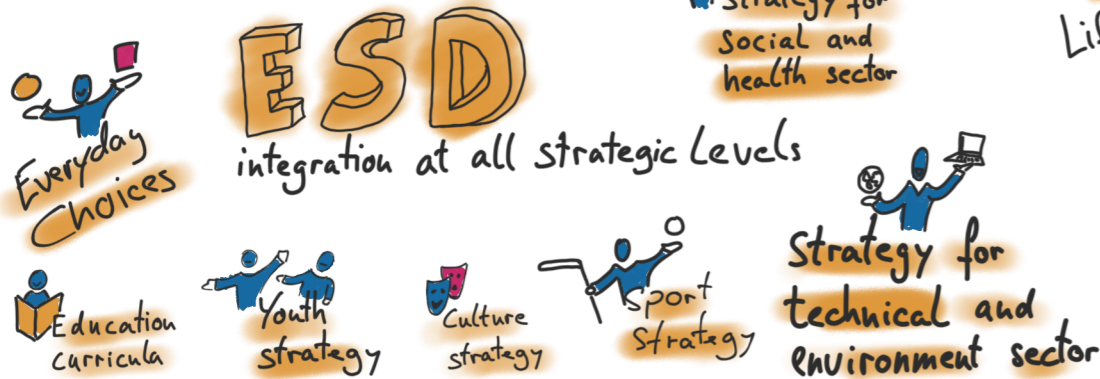 ESD
integration at all strategic levels
Everyday
Choices
strategy for
social and
health sector
Education
curricula
Youth
strategy
Culture
strategy
Sport
strategy
Strategy for
technical and
environment sector